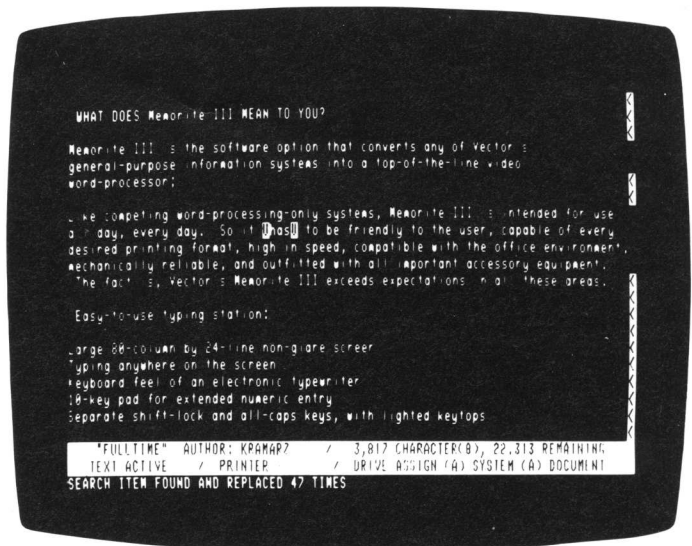 WHAT DOES Memorite III MEAN TO YOU?
Memorite III is the software option that converts any of Vector's
general-purpose information systems into a top-of-the-line video
word-processor;
Like competing word-processing-only systems, Memorite III is intended for use
all day, every day. So it has to be friendly to the user, capable of every
desired printing format, high in speed, compatible with the office environment,
mechanically reliable, and outfitted with all important accessory equipment.
The fact is, Vector's Memorite III exceeds expectations in all these areas.
Easy-to-use typing station:
Large 80-column by 24-line non-glare screen
Typing anywhere on the screen
Keyboard feel of an electronic typewriter
10-key pad for extended numeric entry
Separate shift-lock and all-caps keys, with lighted keytops
"FULLTIME" AUTHOR: / 3,817 CHARACTER(S), 22,313 REMAINING
TEXT ACTIVE / PRINTER / DRIVE ASSIGN (A) SYSTEM (A) DOCUMENT
SEARCH ITEM FOUND AND REPLACED 47 TIMES